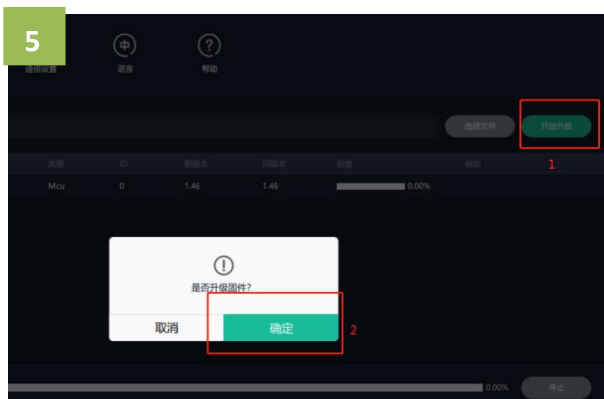 5
通信设置 语言 帮助
选择文件 开始升级
1
类型 ID 新版本 旧版本 进度 标动
Mcu 0 1.46 1.46 0.00%
是否升级固件?
取消 确定
2
0.00% 停止